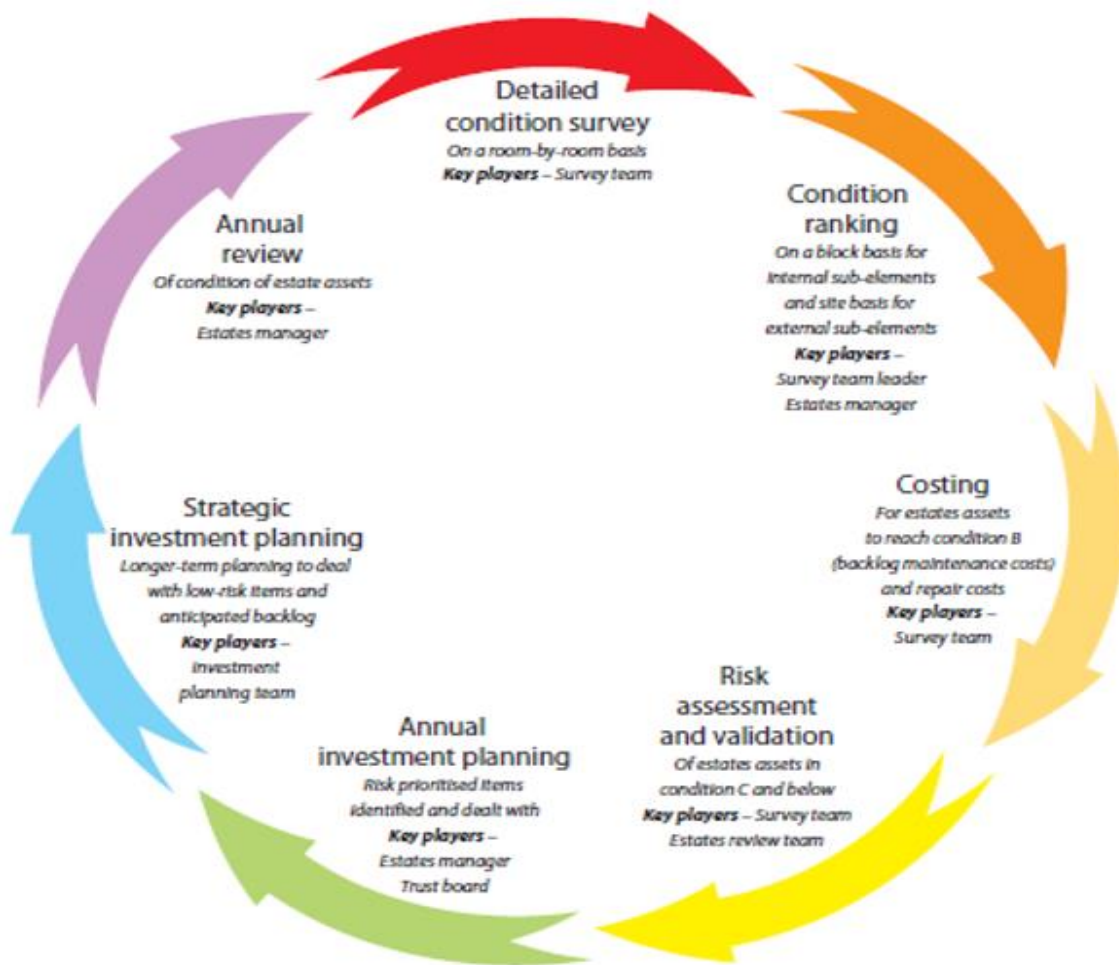 Detailed
condition survey
On a room-by-room basis
Key players – Survey team
Condition
ranking
On a block basis for
internal sub-elements
and site basis for
external sub-elements
Key players –
Survey team leader
Estates manager
Costing
For estates assets
to reach condition B
(backlog maintenance costs)
and repair costs
Key players –
Survey team
Risk
assessment
and validation
Of estates assets in
condition C and below
Key players – Survey team
Estates review team
Annual
investment planning
Risk prioritised items
identified and dealt with
Key players –
Estates manager
Trust board
Strategic
investment planning
Longer-term planning to deal
with low-risk items and
anticipated backlog
Key players –
Investment
planning team
Annual
review
Of condition of estate assets
Key players –
Estates manager